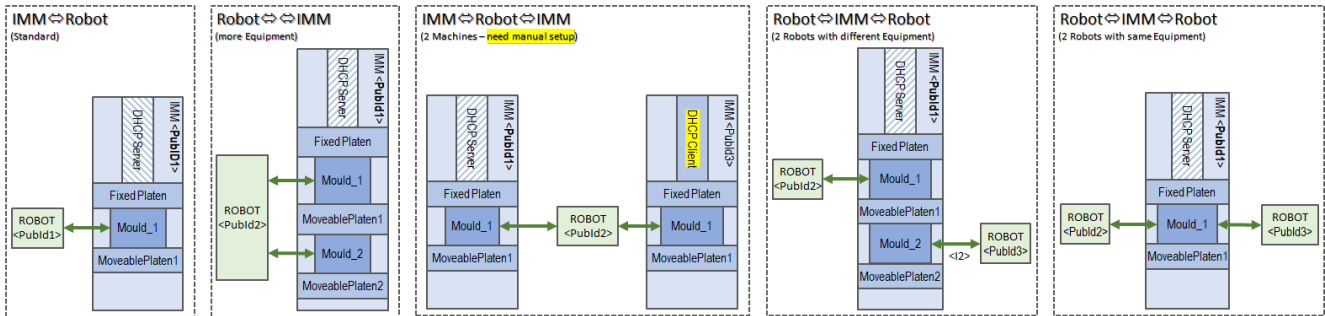 IMM⇔Robot
(Standard)
IMM <PubID1>
DHCP Server
Fixed Platen
ROBOT
<PubId1>
Mould_1
MoveablePlaten1
Robot⇔⇔IMM
(more Equipment)
IMM <PubId1>
DHCP Server
Fixed Platen
Mould_1
ROBOT
<PubId2>
MoveablePlaten1
Mould_2
MoveablePlaten2
IMM⇔Robot⇔IMM
(2 Machines – need manual setup)
IMM <PubId1>
DHCP Server
Fixed Platen
Mould_1
MoveablePlaten1
ROBOT
<PubId2>
IMM <PubId3>
DHCP Client
Fixed Platen
Mould_1
MoveablePlaten1
Robot⇔IMM⇔Robot
(2 Robots with different Equipment)
IMM <PubId1>
DHCP Server
Fixed Platen
ROBOT
<PubId2>
Mould_1
MoveablePlaten1
Mould_2
<I2>
ROBOT
<PubId3>
MoveablePlaten2
Robot⇔IMM⇔Robot
(2 Robots with same Equipment)
IMM <PubId1>
DHCP Server
Fixed Platen
ROBOT
<PubId2>
Mould_1
ROBOT
<PubId3>
MoveablePlaten1